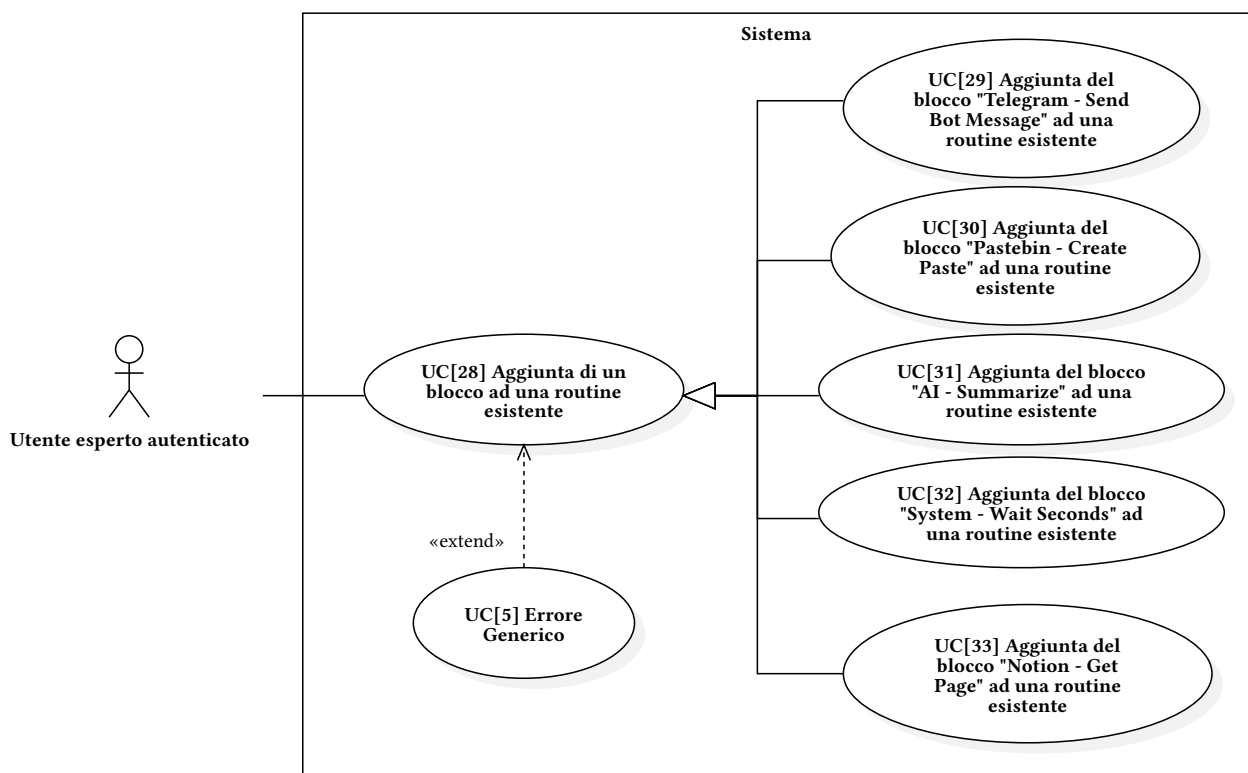 Sistema
UC[29] Aggiunta del
blocco "Telegram - Send
Bot Message" ad una
routine esistente
UC[30] Aggiunta del
blocco "Pastebin - Create
Paste" ad una routine
esistente
UC[28] Aggiunta di un
blocco ad una routine
esistente
UC[31] Aggiunta del blocco
"AI - Summarize" ad una
routine esistente
Utente esperto autenticato
UC[32] Aggiunta del blocco
"System - Wait Seconds" ad
una routine esistente
«extend»
UC[5] Errore
Generico
UC[33] Aggiunta del
blocco "Notion - Get
Page" ad una routine
esistente